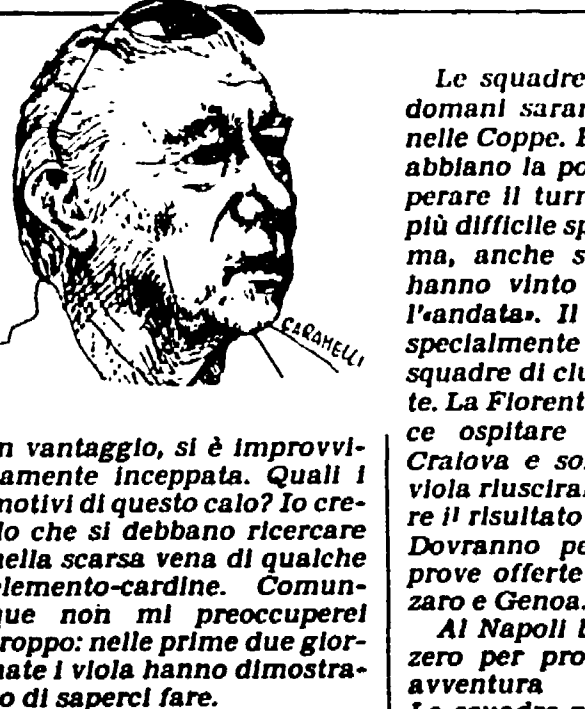 CARAMELLI
n vantaggio, si è improvvi-
amente inceppata. Quali i
motivi di questo calo? Io cre-
lo che si debbano ricercare
nella scarsa vena di qualche
elemento-cardine. Comun-
que non mi preoccuperei
roppo: nelle prime due gior-
nate i viola hanno dimostra-
o di saperci fare.
Le squadre
domani saran
nelle Coppe. E
abbiano la po
perare il turn
più difficile sp
ma, anche s
hanno vinto
l'«andata». Il
specialmente
squadre di clu
te. La Fiorent
ce ospitare
Craiova e so
viola riuscira
re il risultato
Dovranno pe
prove offerte
zaro e Genoa.
Al Napoli b
zero per pro
avventura